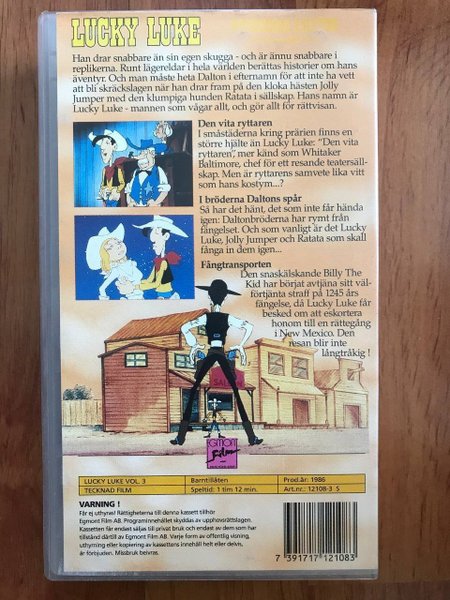 LUCKY LUKE
Han drar snabbare än sin egen skugga - och är ännu snabbare i
replikerna. Runt lägereldar i hela världen berättas historier om hans
äventyr. Och man måste heta Dalton i efternamn för att inte ha vett
att bli skräckslagen när han drar fram på den kloka hästen Jolly
Jumper med den klumpiga hunden Ratata i sällskap. Hans namn är
Lucky Luke - mannen som vågar allt, och gör allt för rättvisan.
Den vita ryttaren
I småstäderna kring prärien finns en
större hjälte än Lucky Luke: "Den vita
ryttaren", mer känd som Whitaker
Baltimore, chef för ett resande teatersäll-
skap. Men är ryttarens samvete lika vitt
som hans kostym...?
I bröderna Daltons spår
Så har det hänt, det som inte får hända
igen: Daltonbröderna har rymt från
fängelset. Och som vanligt är det Lucky
Luke, Jolly Jumper och Ratata som skall
fånga in dem igen...
Fångtransporten
Den snaskälskande Billy The
Kid har börjat avtjäna sitt väl-
förtjänta straff på 1245 års
fängelse, då Lucky Luke får
besked om att eskortera
honom till en rättegång
i New Mexico. Den
resan blir inte
långtråkig !
SALOON
EGMONT
Film
LUCKY LUKE VOL. 3
Barntillåten
Prod.år: 1986
TECKNAD FILM
Speltid: 1 tim 12 min.
Art.nr.: 12108-3 S
VARNING !
Får ej uthyras! Rättigheterna till denna kassett tillhör
Egmont Film AB. Programinnehållet skyddas av upphovsrättslagen.
Kassetten får endast säljas till privat bruk och endast av dem som har
tillstånd därtill av Egmont Film AB. Varje form av offentlig visning,
uthyrning eller kopiering av kassettens innehåll helt eller delvis,
är förbjuden. Missbruk beivras.
7 391717 121083